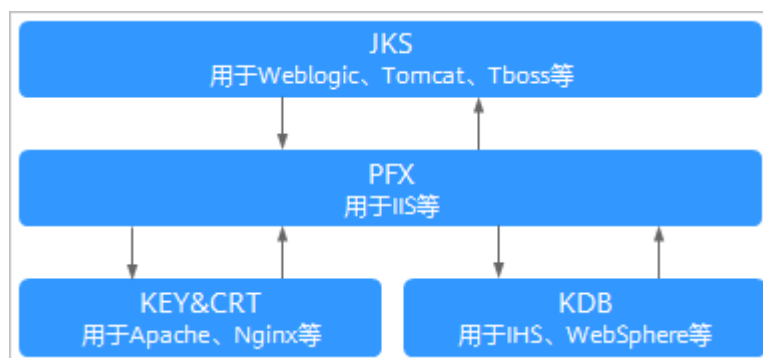 JKS
用于Weblogic、Tomcat、Tboss等
PFX
用于IIS等
KEY&CRT
用于Apache、Nginx等
KDB
用于IHS、WebSphere等